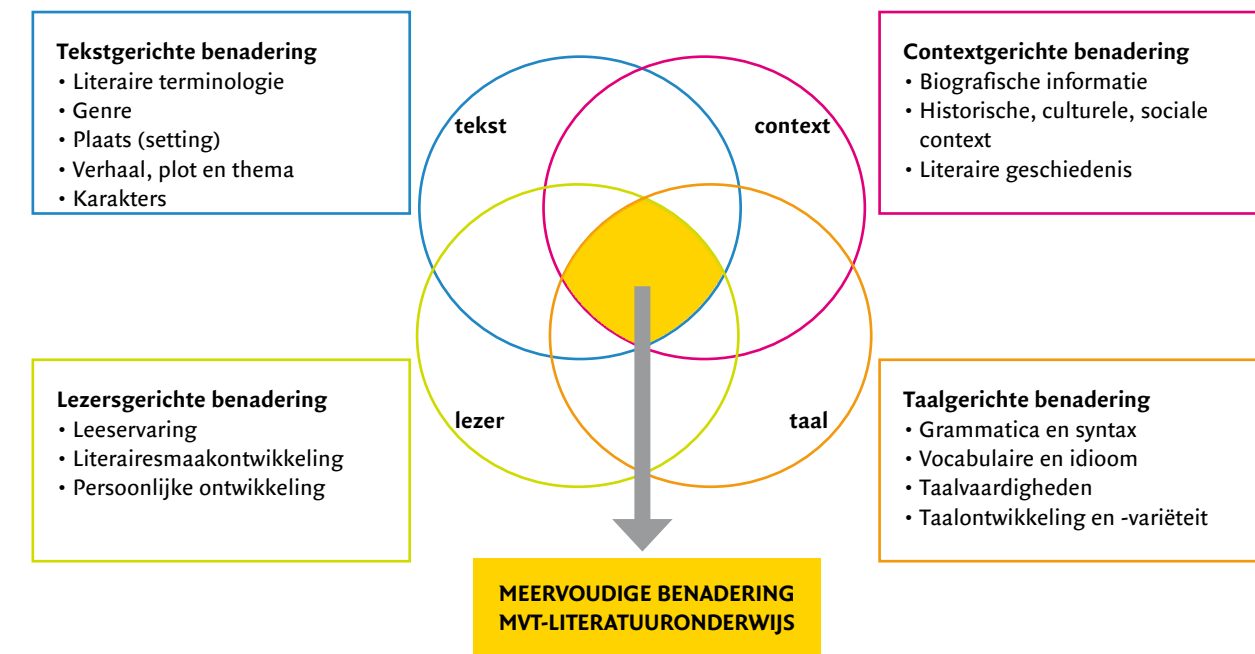 Tekstgerichte benadering
• Literaire terminologie
• Genre
• Plaats (setting)
• Verhaal, plot en thema
• Karakters
Contextgerichte benadering
• Biografische informatie
• Historische, culturele, sociale
context
• Literaire geschiedenis
tekst
context
lezer
taal
Lezersgerichte benadering
• Leeservaring
• Literairesmaakontwikkeling
• Persoonlijke ontwikkeling
Taalgerichte benadering
• Grammatica en syntax
• Vocabulaire en idioom
• Taalvaardigheden
• Taalontwikkeling en -variëteit
MEERVOUDIGE BENADERING
MVT-LITERATUURONDERWIJS